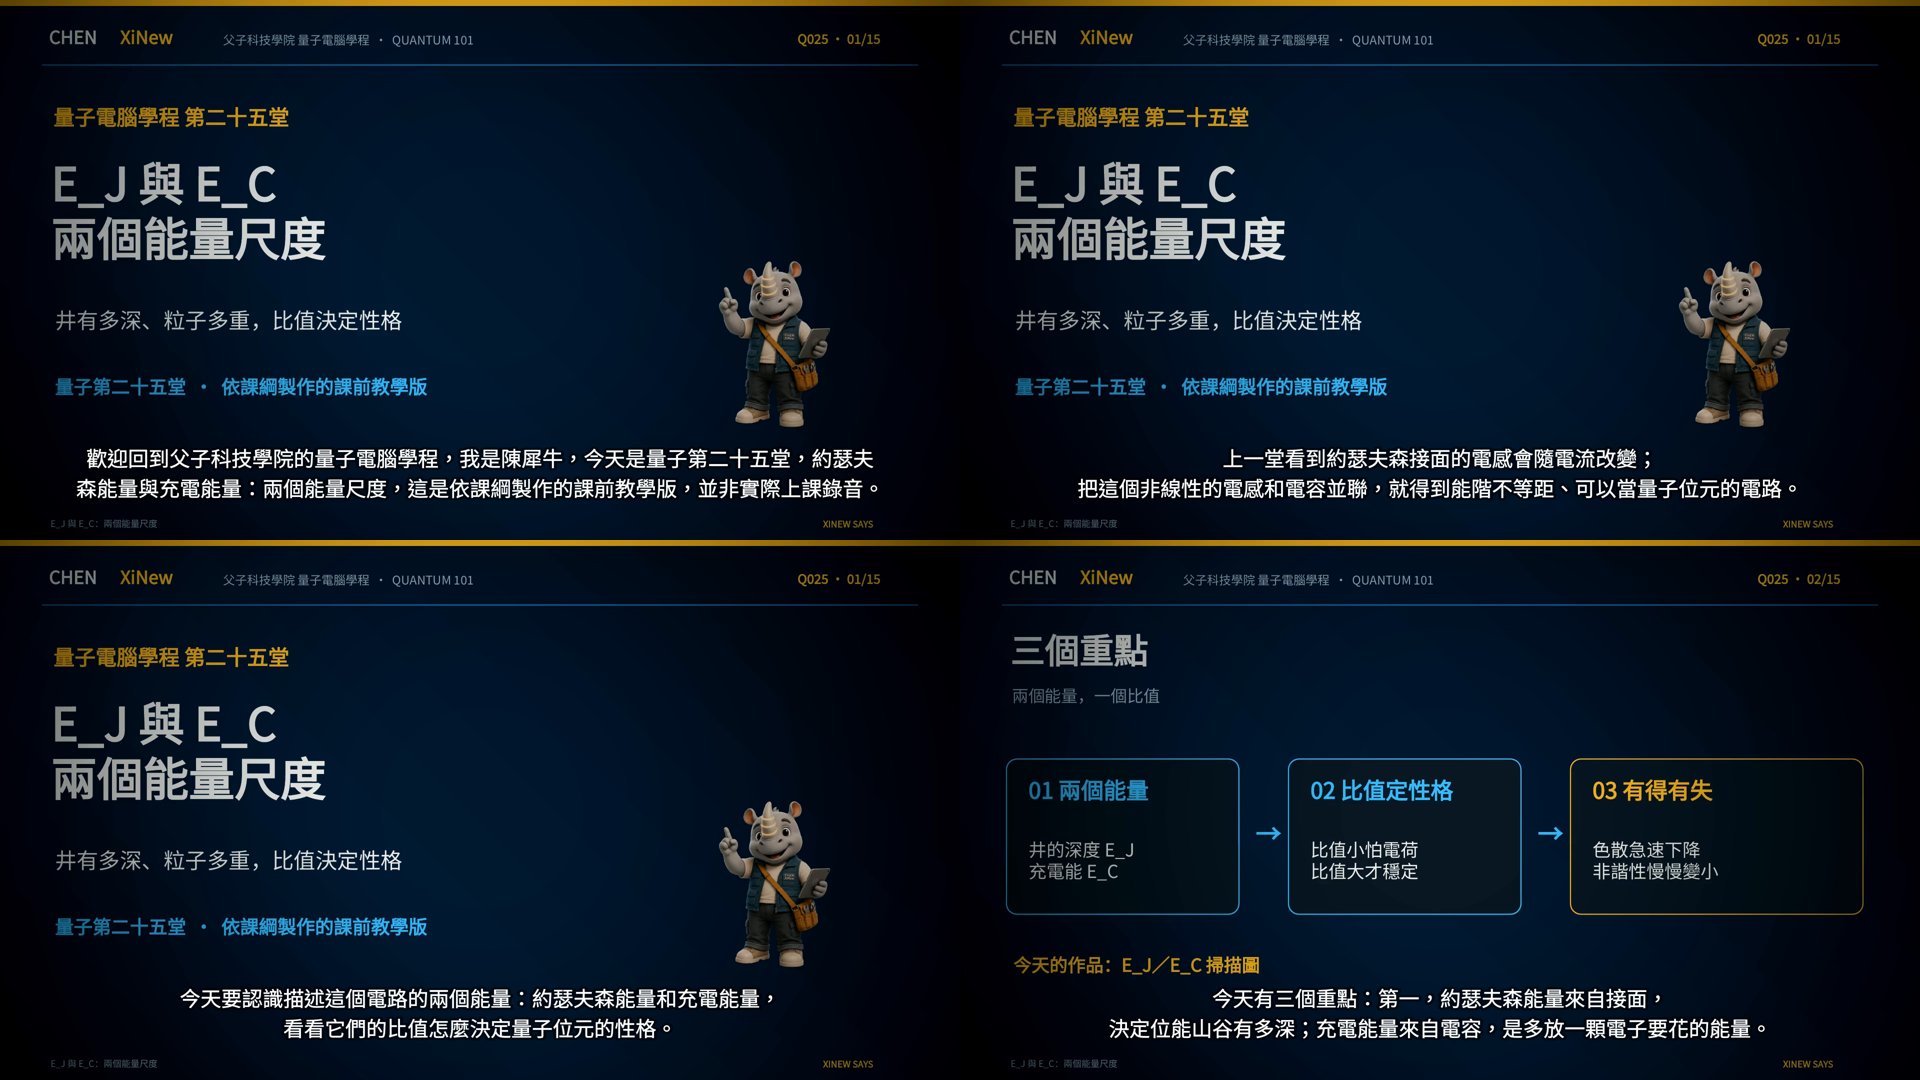 CHEN XiNew 父子科技學院 量子電腦學程 · QUANTUM 101 Q025 · 01/15
量子電腦學程 第二十五堂
E_J 與 E_C
兩個能量尺度
井有多深、粒子多重，比值決定性格
量子第二十五堂 · 依課綱製作的課前教學版
歡迎回到父子科技學院的量子電腦學程，我是陳犀牛，今天是量子第二十五堂，約瑟夫
森能量與充電能量：兩個能量尺度，這是依課綱製作的課前教學版，並非實際上課錄音。
E_J 與 E_C：兩個能量尺度 XINEW SAYS
CHEN XiNew 父子科技學院 量子電腦學程 · QUANTUM 101 Q025 · 01/15
量子電腦學程 第二十五堂
E_J 與 E_C
兩個能量尺度
井有多深、粒子多重，比值決定性格
量子第二十五堂 · 依課綱製作的課前教學版
上一堂看到約瑟夫森接面的電感會隨電流改變；
把這個非線性的電感和電容並聯，就得到能階不等距、可以當量子位元的電路。
E_J 與 E_C：兩個能量尺度 XINEW SAYS
CHEN XiNew 父子科技學院 量子電腦學程 · QUANTUM 101 Q025 · 01/15
量子電腦學程 第二十五堂
E_J 與 E_C
兩個能量尺度
井有多深、粒子多重，比值決定性格
量子第二十五堂 · 依課綱製作的課前教學版
今天要認識描述這個電路的兩個能量：約瑟夫森能量和充電能量，
看看它們的比值怎麼決定量子位元的性格。
E_J 與 E_C：兩個能量尺度 XINEW SAYS
CHEN XiNew 父子科技學院 量子電腦學程 · QUANTUM 101 Q025 · 02/15
三個重點
兩個能量，一個比值
01 兩個能量
井的深度 E_J
充電能 E_C
→
02 比值定性格
比值小怕電荷
比值大才穩定
→
03 有得有失
色散急速下降
非諧性慢慢變小
今天的作品：E_J／E_C 掃描圖
今天有三個重點：第一，約瑟夫森能量來自接面，
決定位能山谷有多深；充電能量來自電容，是多放一顆電子要花的能量。
E_J 與 E_C：兩個能量尺度 XINEW SAYS